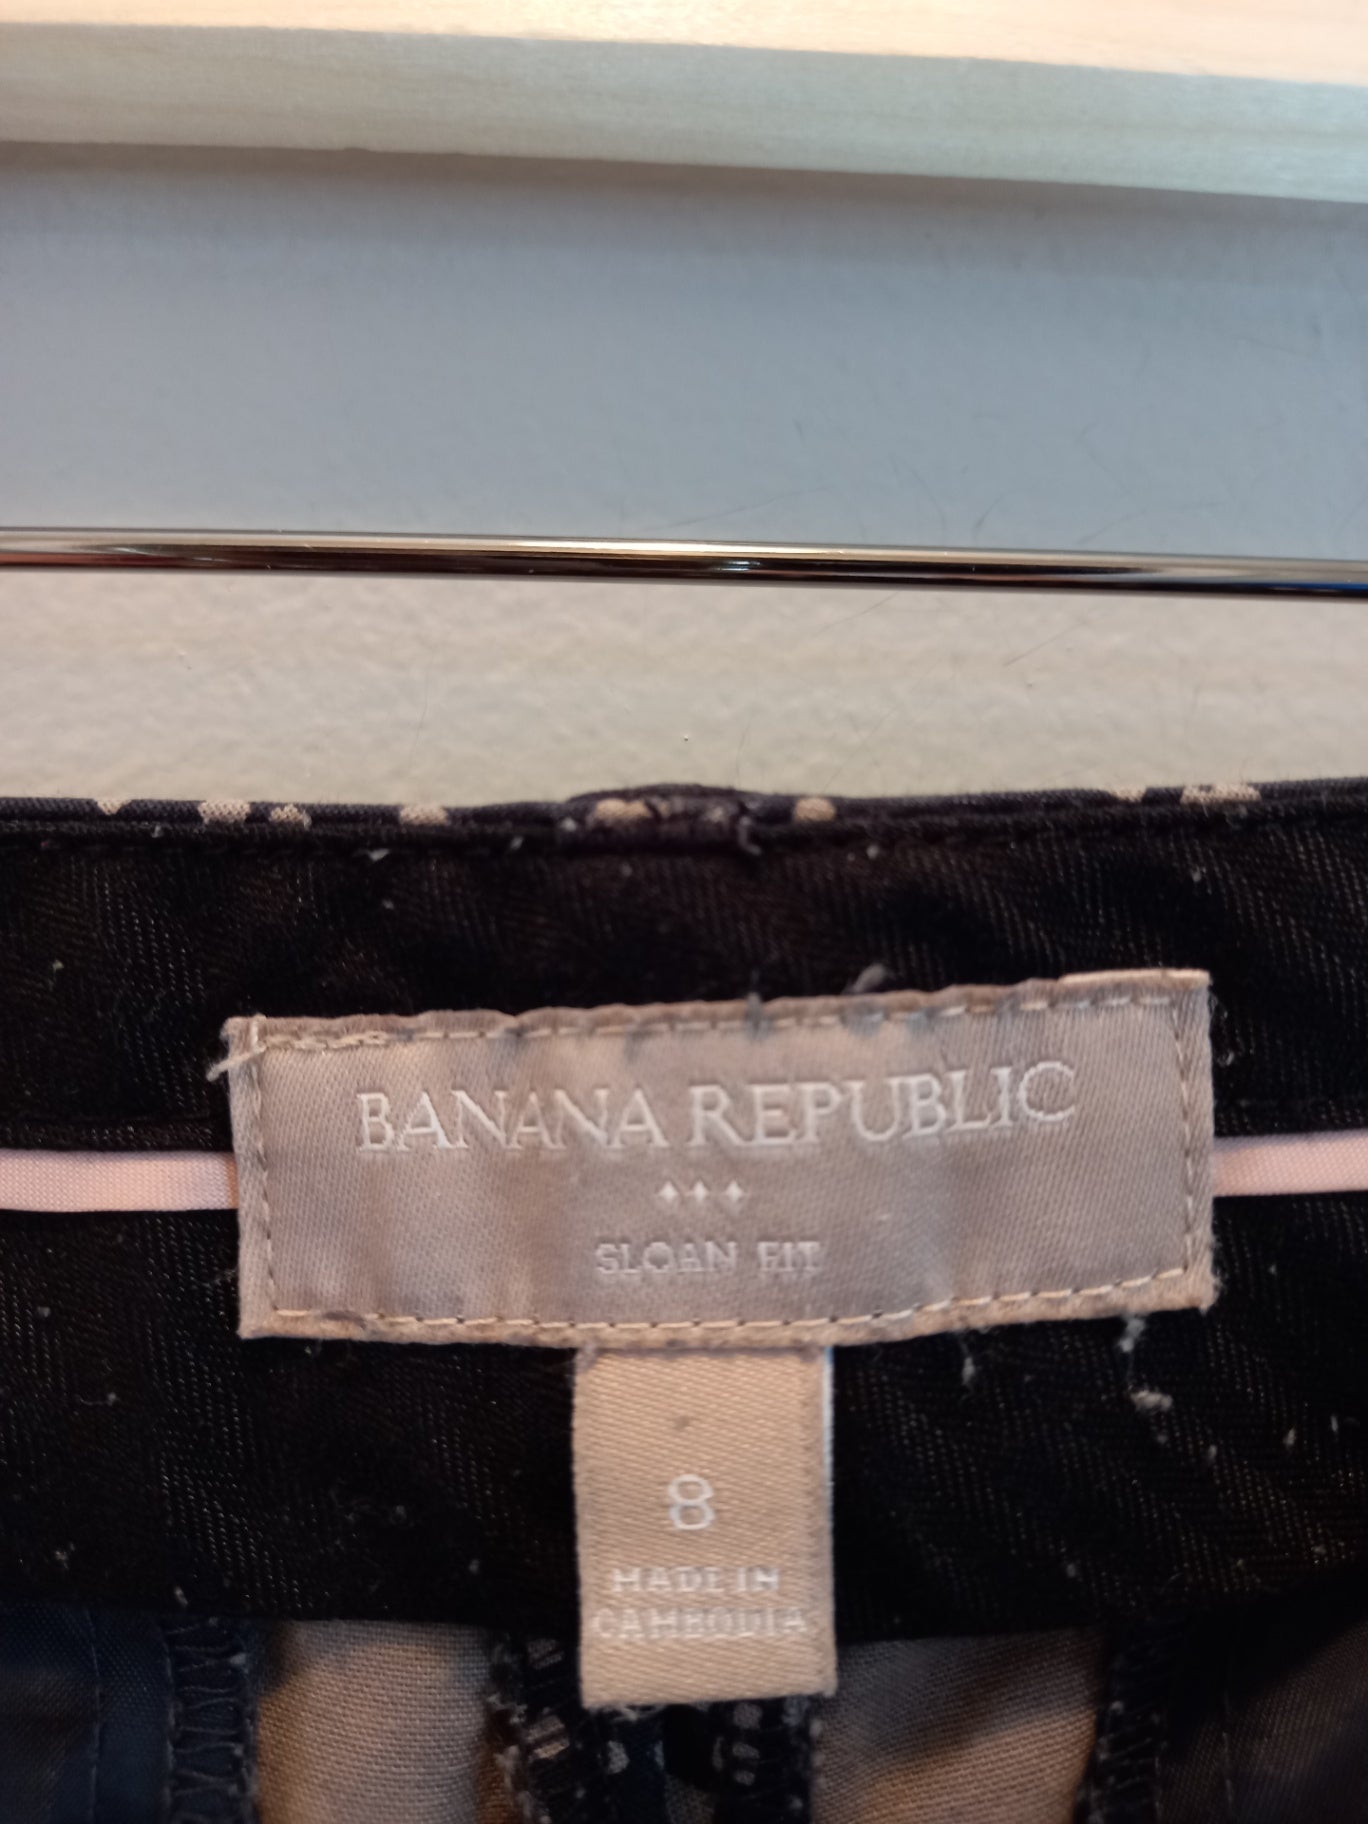 BANANA REPUBLIC
SLOAN FIT
8
MADE IN
CAMBODIA